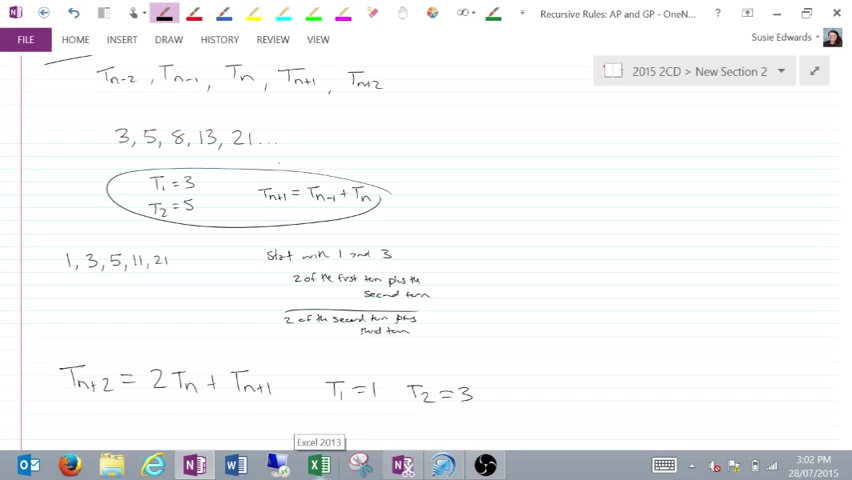 Recursive Rules: AP and GP - OneN...
Susie Edwards
FILE HOME INSERT DRAW HISTORY REVIEW VIEW
2015 2CD > New Section 2
Tn-2, Tn-1, Tn, Tn+1, Tn+2
3, 5, 8, 13, 21...
T1=3
T2=5
Tn+1 = Tn-1 + Tn
1, 3, 5, 11, 21
Start with 1 and 3
2 of the first term plus the
second term
2 of the second term plus
third term
Tn+2 = 2Tn + Tn+1 T1=1 T2=3
Excel 2013
3:02 PM
28/07/2015